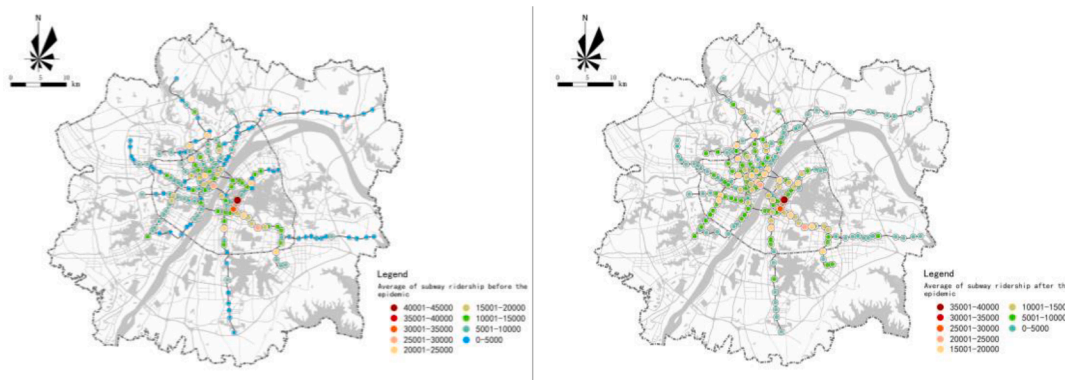 N
0 5 10
km
Legend
Average of subway ridership before the
epidemic
40001-45000
35001-40000
30001-35000
25001-30000
20001-25000
15001-20000
10001-15000
5001-10000
0-5000
N
0 5 10
km
Legend
Average of subway ridership after th
epidemic
35001-40000
30001-35000
25001-30000
20001-25000
15001-20000
10001-1500
5001-1000
0-5000